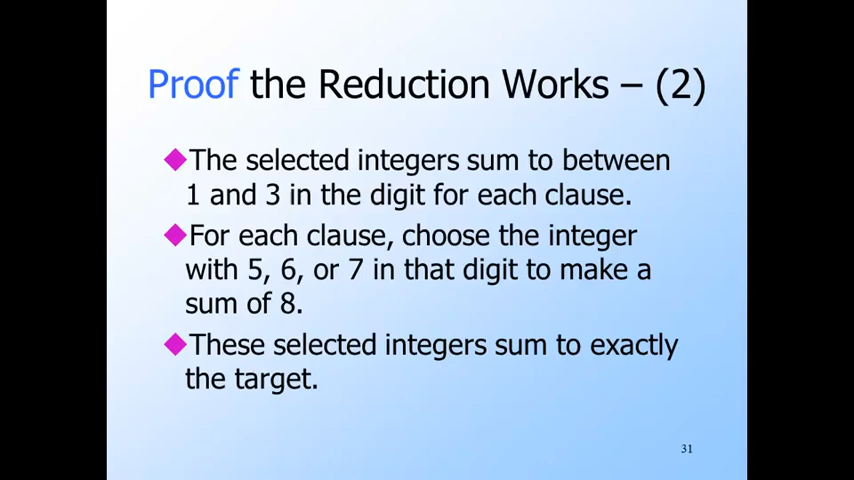 Proof the Reduction Works – (2)
◆The selected integers sum to between
1 and 3 in the digit for each clause.
◆For each clause, choose the integer
with 5, 6, or 7 in that digit to make a
sum of 8.
◆These selected integers sum to exactly
the target.
31